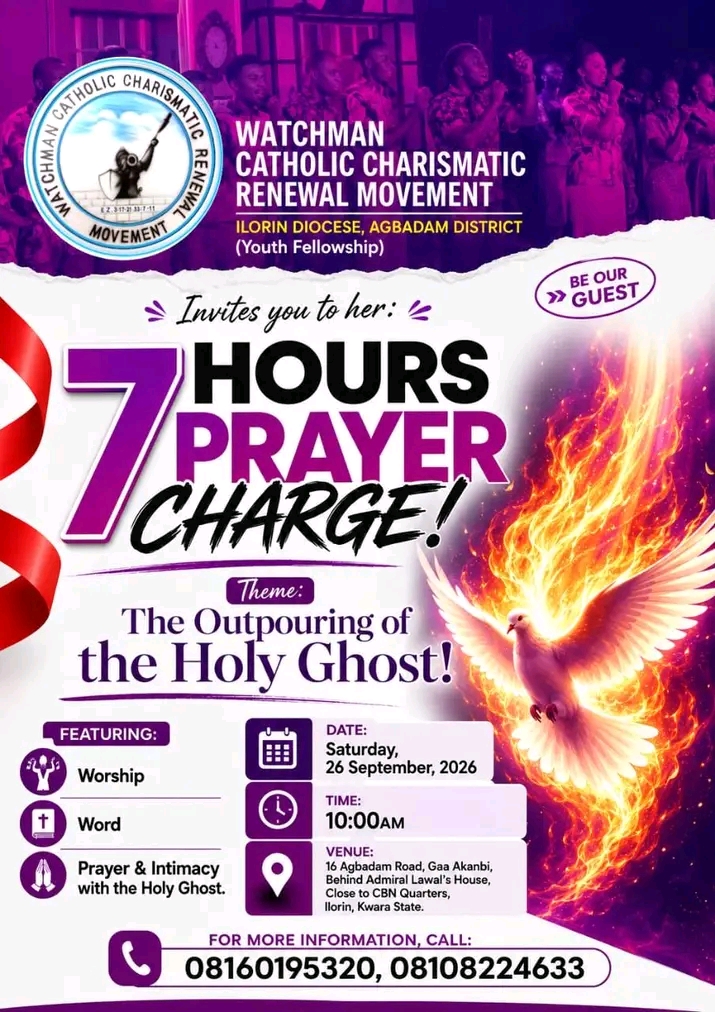 WATCHMAN CATHOLIC CHARISMATIC RENEWAL
MOVEMENT
WATCHMAN
CATHOLIC CHARISMATIC
RENEWAL MOVEMENT
ILORIN DIOCESE, AGBADAM DISTRICT
(Youth Fellowship)
BE OUR
GUEST
Invites you to her:
7 HOURS
PRAYER
CHARGE!
Theme:
The Outpouring of
the Holy Ghost!
FEATURING:
Worship
Word
Prayer & Intimacy
with the Holy Ghost.
DATE:
Saturday,
26 September, 2026
TIME:
10:00AM
VENUE:
16 Agbadam Road, Gaa Akanbi,
Behind Admiral Lawal's House,
Close to CBN Quarters,
Ilorin, Kwara State.
FOR MORE INFORMATION, CALL:
08160195320, 08108224633